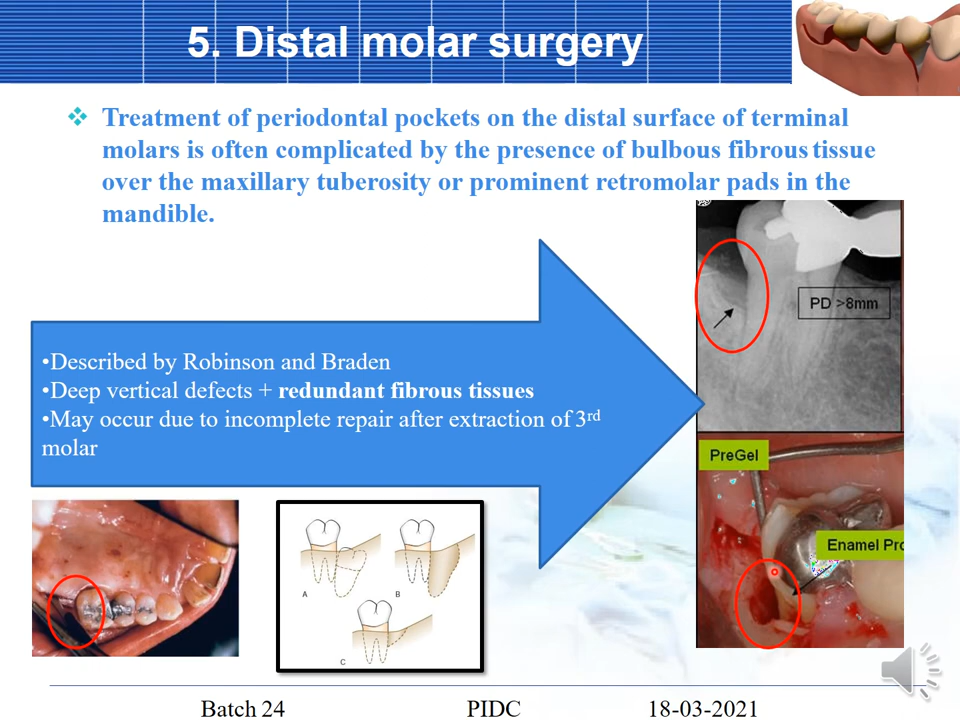 5. Distal molar surgery
❖ Treatment of periodontal pockets on the distal surface of terminal
molars is often complicated by the presence of bulbous fibrous tissue
over the maxillary tuberosity or prominent retromolar pads in the
mandible.
PD >8mm
•Described by Robinson and Braden
•Deep vertical defects + redundant fibrous tissues
•May occur due to incomplete repair after extraction of 3rd
molar
PreGel
Enamel Pro
A
B
C
Batch 24 PIDC 18-03-2021